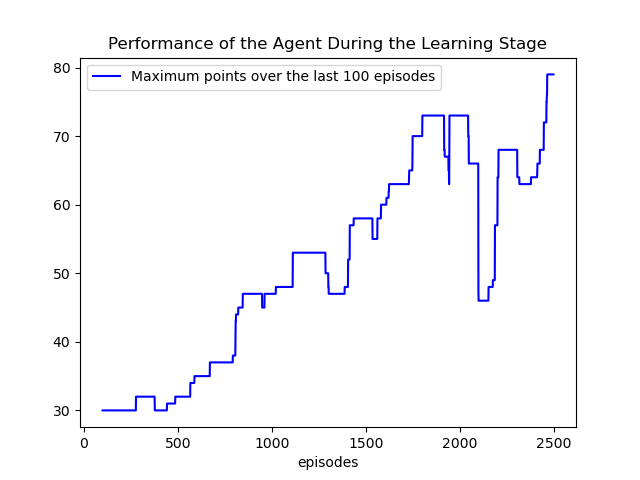 Performance of the Agent During the Learning Stage
Maximum points over the last 100 episodes
80
70
60
50
40
30
0 500 1000 1500 2000 2500
episodes